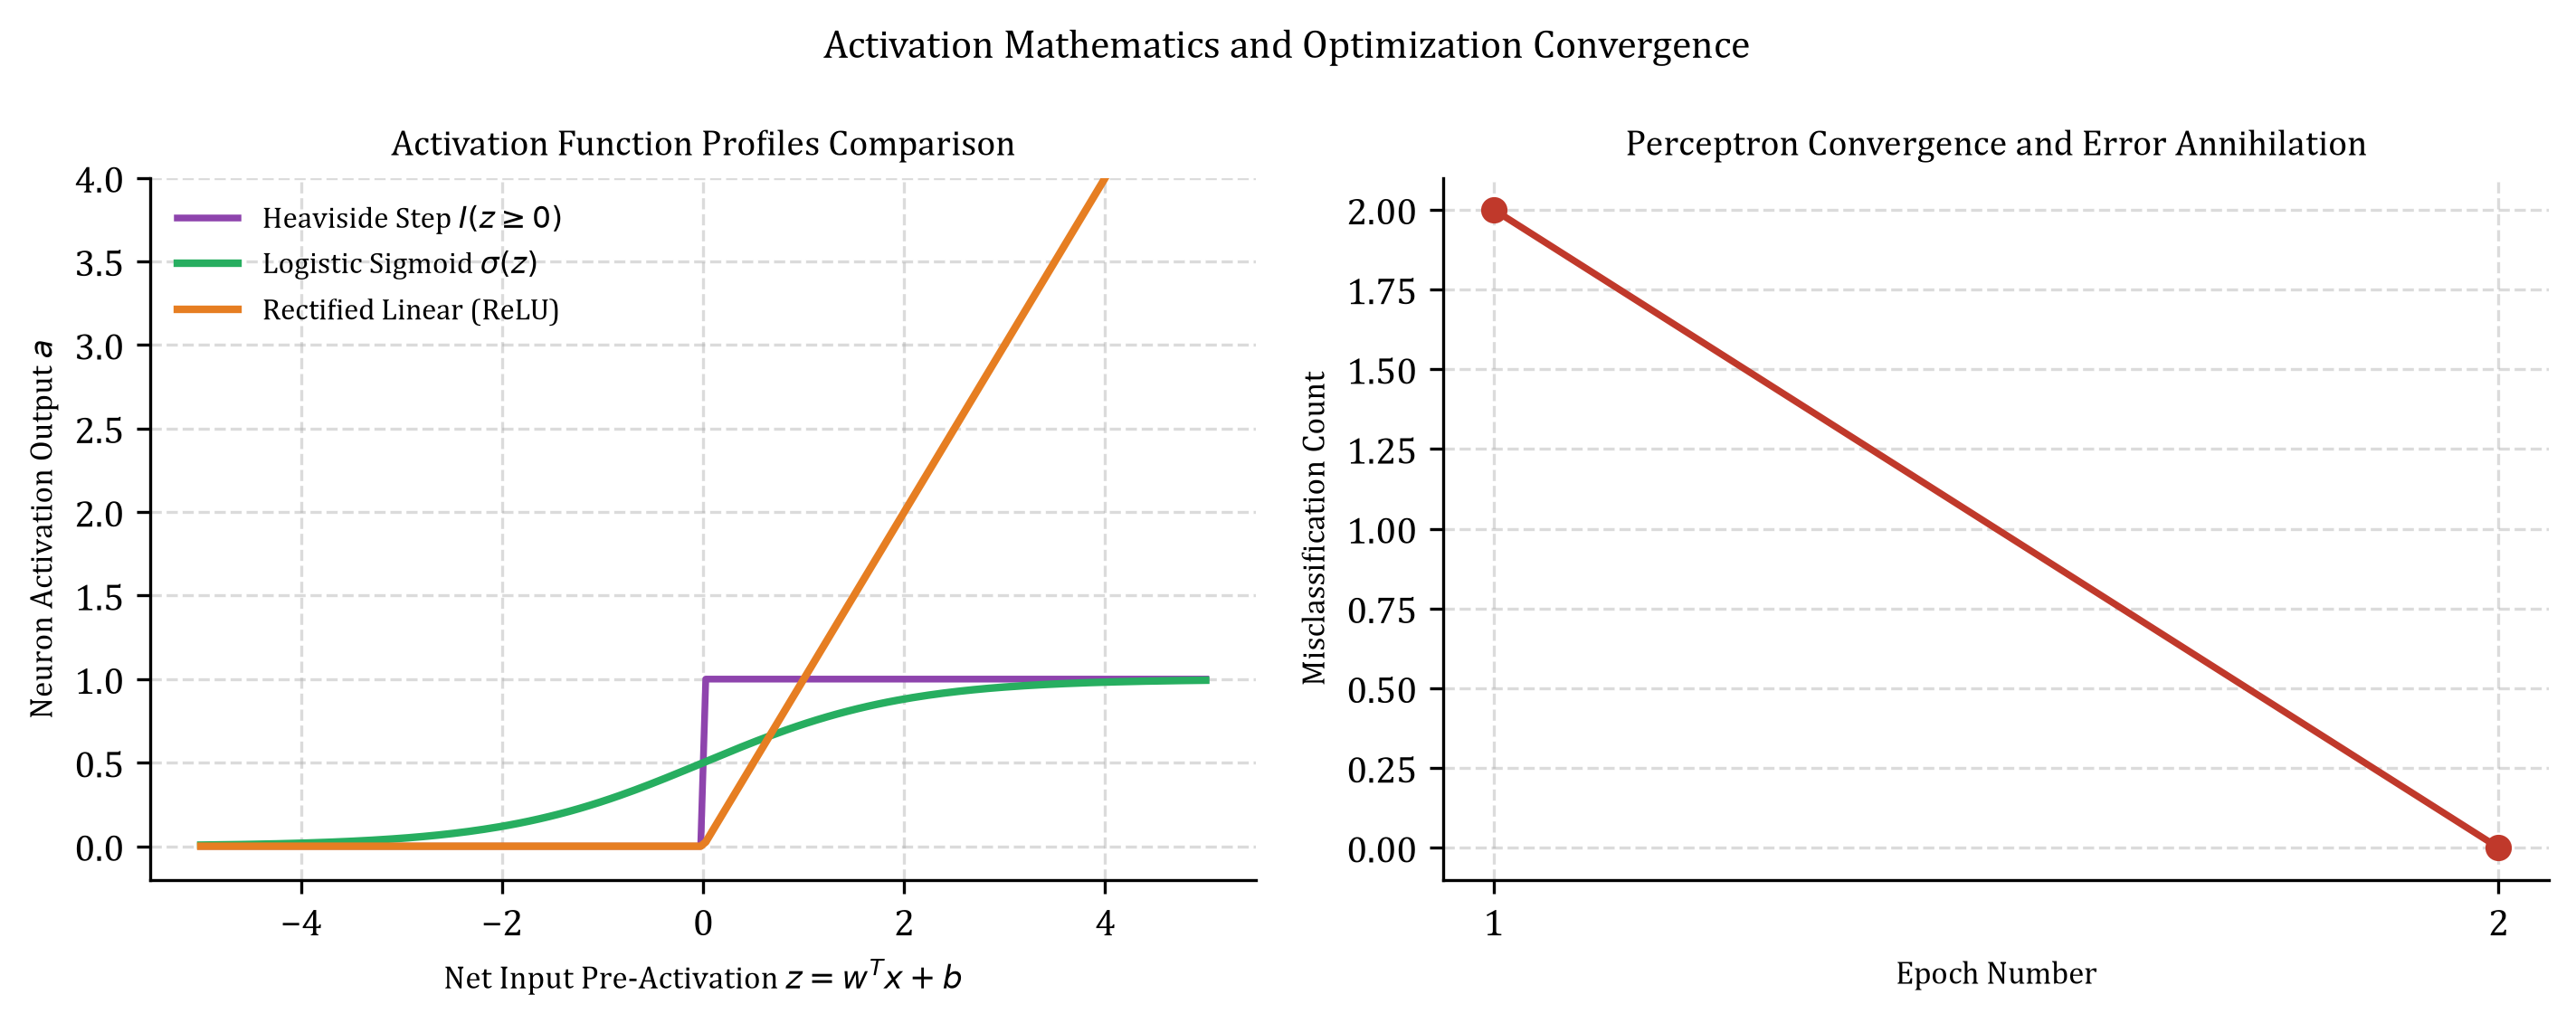 Activation Mathematics and Optimization Convergence
Activation Function Profiles Comparison
4.0
3.5
3.0
2.5
2.0
1.5
1.0
0.5
0.0
Neuron Activation Output a
Heaviside Step I(z ≥ 0)
Logistic Sigmoid σ(z)
Rectified Linear (ReLU)
−4 −2 0 2 4
Net Input Pre-Activation z = wᵀx + b
Perceptron Convergence and Error Annihilation
2.00
1.75
1.50
1.25
1.00
0.75
0.50
0.25
0.00
Misclassification Count
1 2
Epoch Number